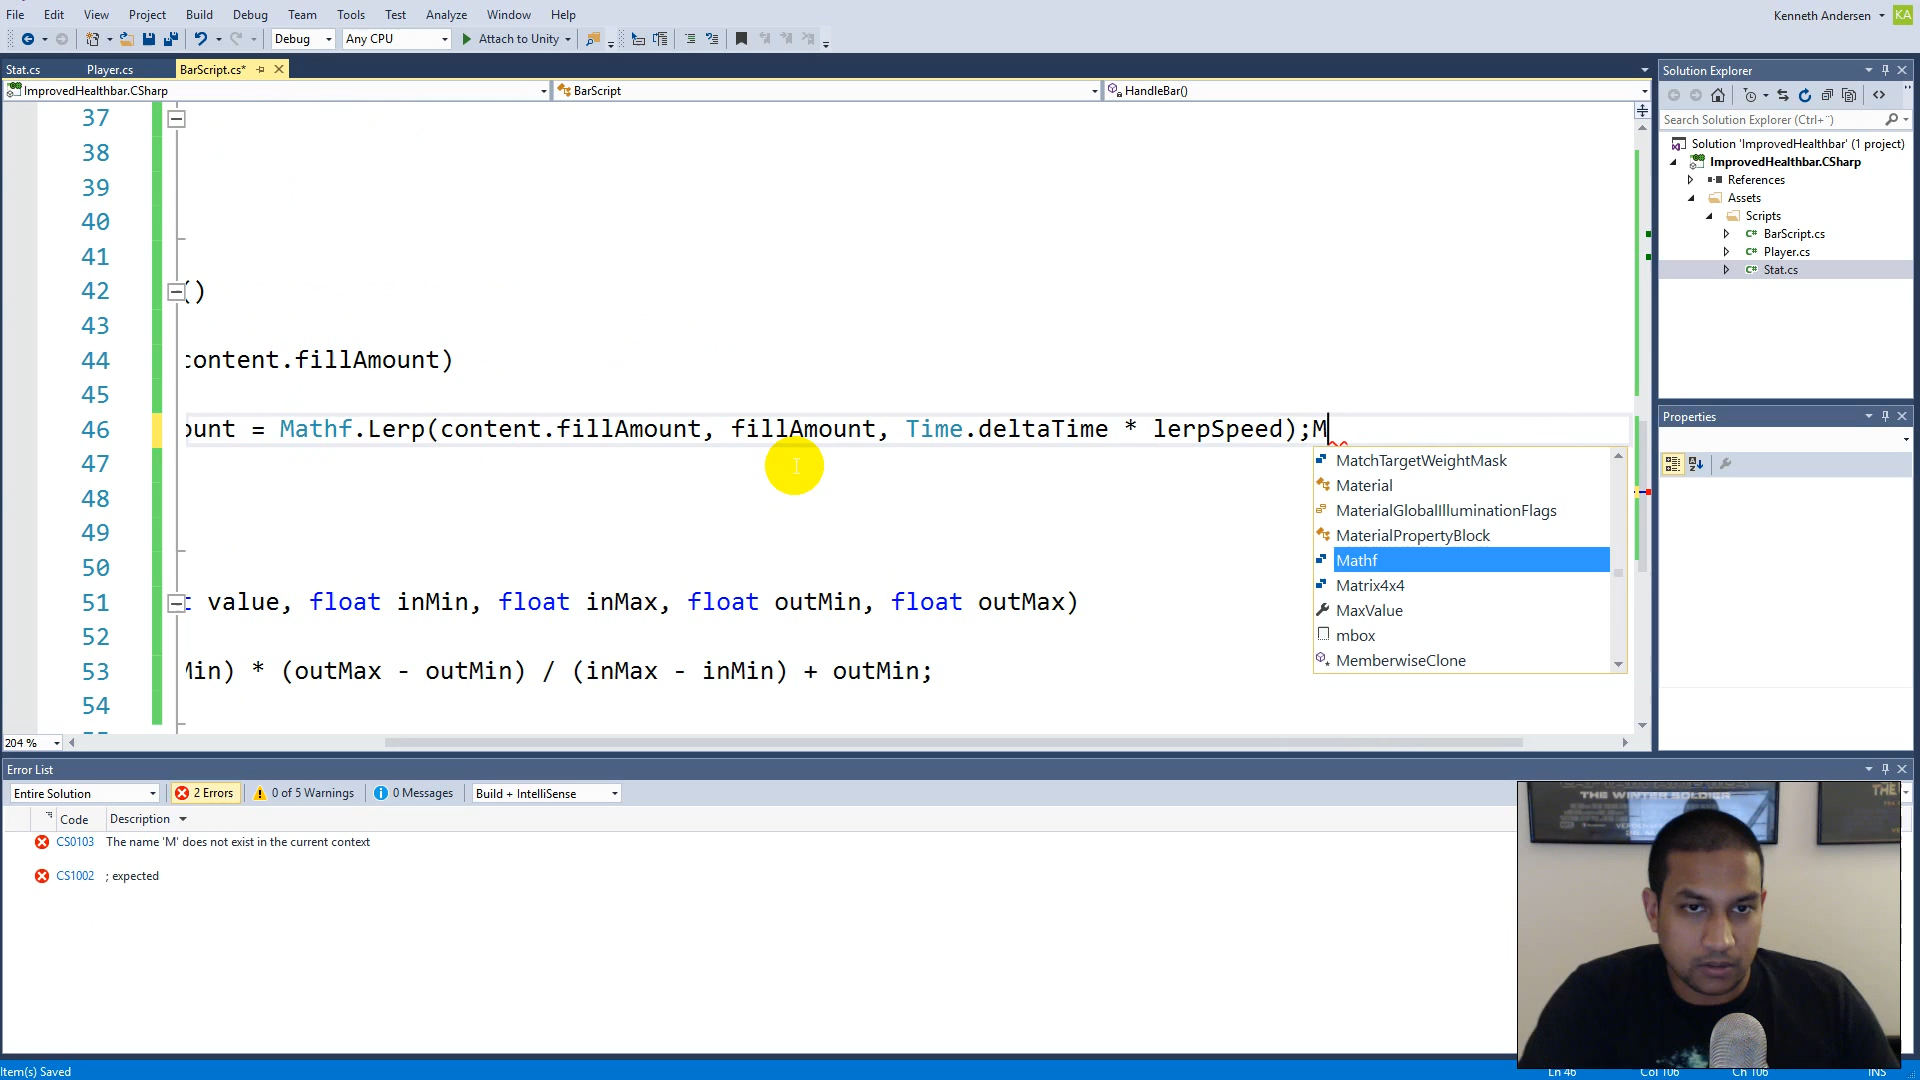 File Edit View Project Build Debug Team Tools Test Analyze Window Help
Kenneth Andersen KA
Debug Any CPU Attach to Unity
Stat.cs Player.cs BarScript.cs*
ImprovedHealthbar.CSharp BarScript HandleBar()
37
38
39
40
41
42 ()
43
44 content.fillAmount)
45
46 ount = Mathf.Lerp(content.fillAmount, fillAmount, Time.deltaTime * lerpSpeed);M
47
48
49
50
51 t value, float inMin, float inMax, float outMin, float outMax)
52
53 Min) * (outMax - outMin) / (inMax - inMin) + outMin;
54
MatchTargetWeightMask
Material
MaterialGlobalIlluminationFlags
MaterialPropertyBlock
Mathf
Matrix4x4
MaxValue
mbox
MemberwiseClone
204 %
Solution Explorer
Search Solution Explorer (Ctrl+¨)
Solution 'ImprovedHealthbar' (1 project)
ImprovedHealthbar.CSharp
References
Assets
Scripts
BarScript.cs
Player.cs
Stat.cs
Properties
Error List
Entire Solution 2 Errors 0 of 5 Warnings 0 Messages Build + IntelliSense
Code Description
CS0103 The name 'M' does not exist in the current context
CS1002 ; expected
THE WINTER SOLDIER
THE
Item(s) Saved Ln 46 Col 106 Ch 106 INS